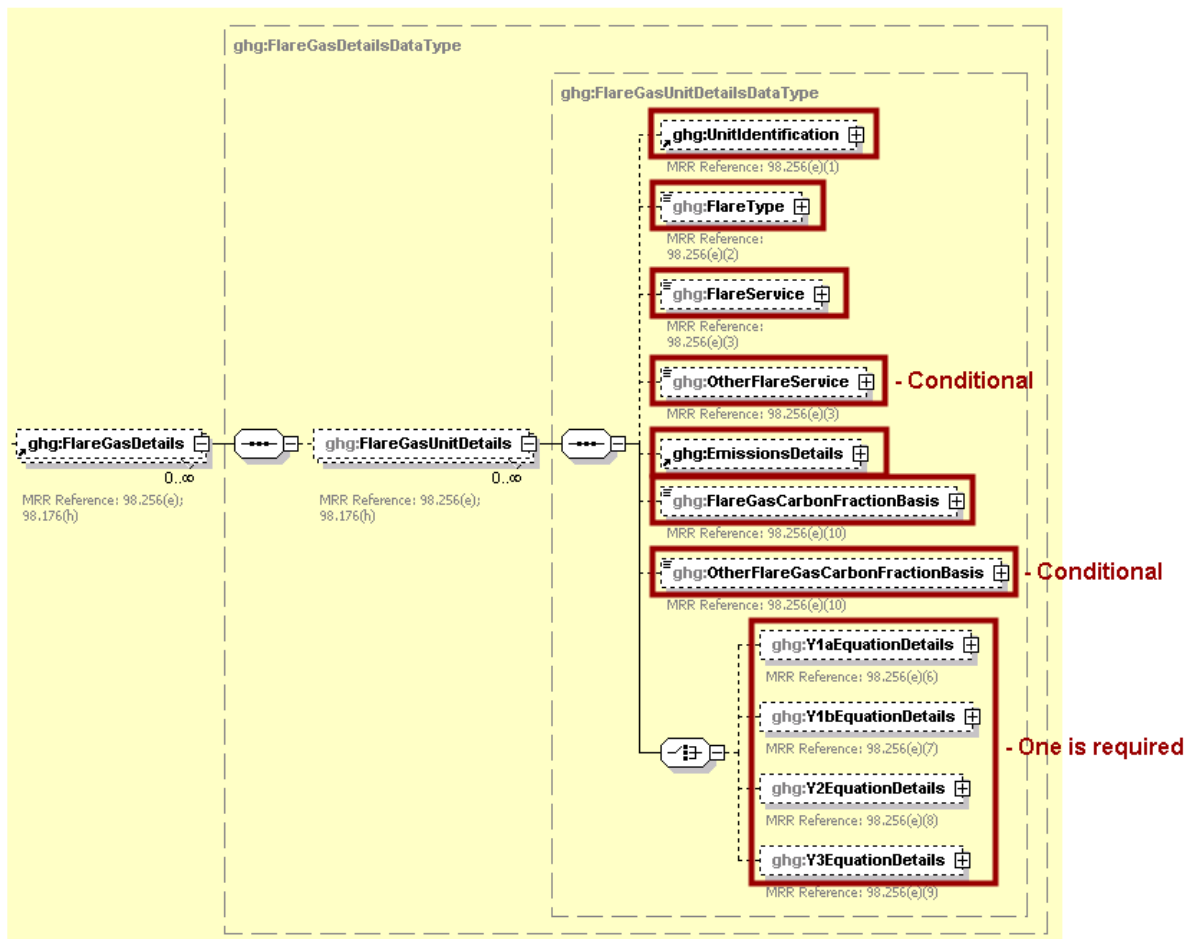 ghg:FlareGasDetailsDataType
ghg:FlareGasUnitDetailsDataType
ghg:UnitIdentification
MRR Reference: 98.256(e)(1)
ghg:FlareType
MRR Reference:
98.256(e)(2)
ghg:FlareService
MRR Reference:
98.256(e)(3)
ghg:OtherFlareService - Conditional
MRR Reference: 98.256(e)(3)
ghg:FlareGasDetails
0..∞
MRR Reference: 98.256(e);
98.176(h)
ghg:FlareGasUnitDetails
0..∞
MRR Reference: 98.256(e);
98.176(h)
ghg:EmissionsDetails
ghg:FlareGasCarbonFractionBasis
MRR Reference: 98.256(e)(10)
ghg:OtherFlareGasCarbonFractionBasis - Conditional
MRR Reference: 98.256(e)(10)
ghg:Y1aEquationDetails
MRR Reference: 98.256(e)(6)
ghg:Y1bEquationDetails
MRR Reference: 98.256(e)(7)
- One is required
ghg:Y2EquationDetails
MRR Reference: 98.256(e)(8)
ghg:Y3EquationDetails
MRR Reference: 98.256(e)(9)